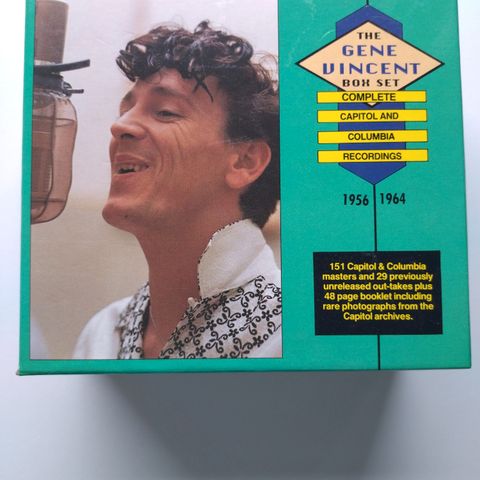 THE
GENE
VINCENT
BOX SET
COMPLETE
CAPITOL AND
COLUMBIA
RECORDINGS
1956 1964
151 Capitol & Columbia
masters and 29 previously
unreleased out-takes plus
48 page booklet including
rare photographs from the
Capitol archives.